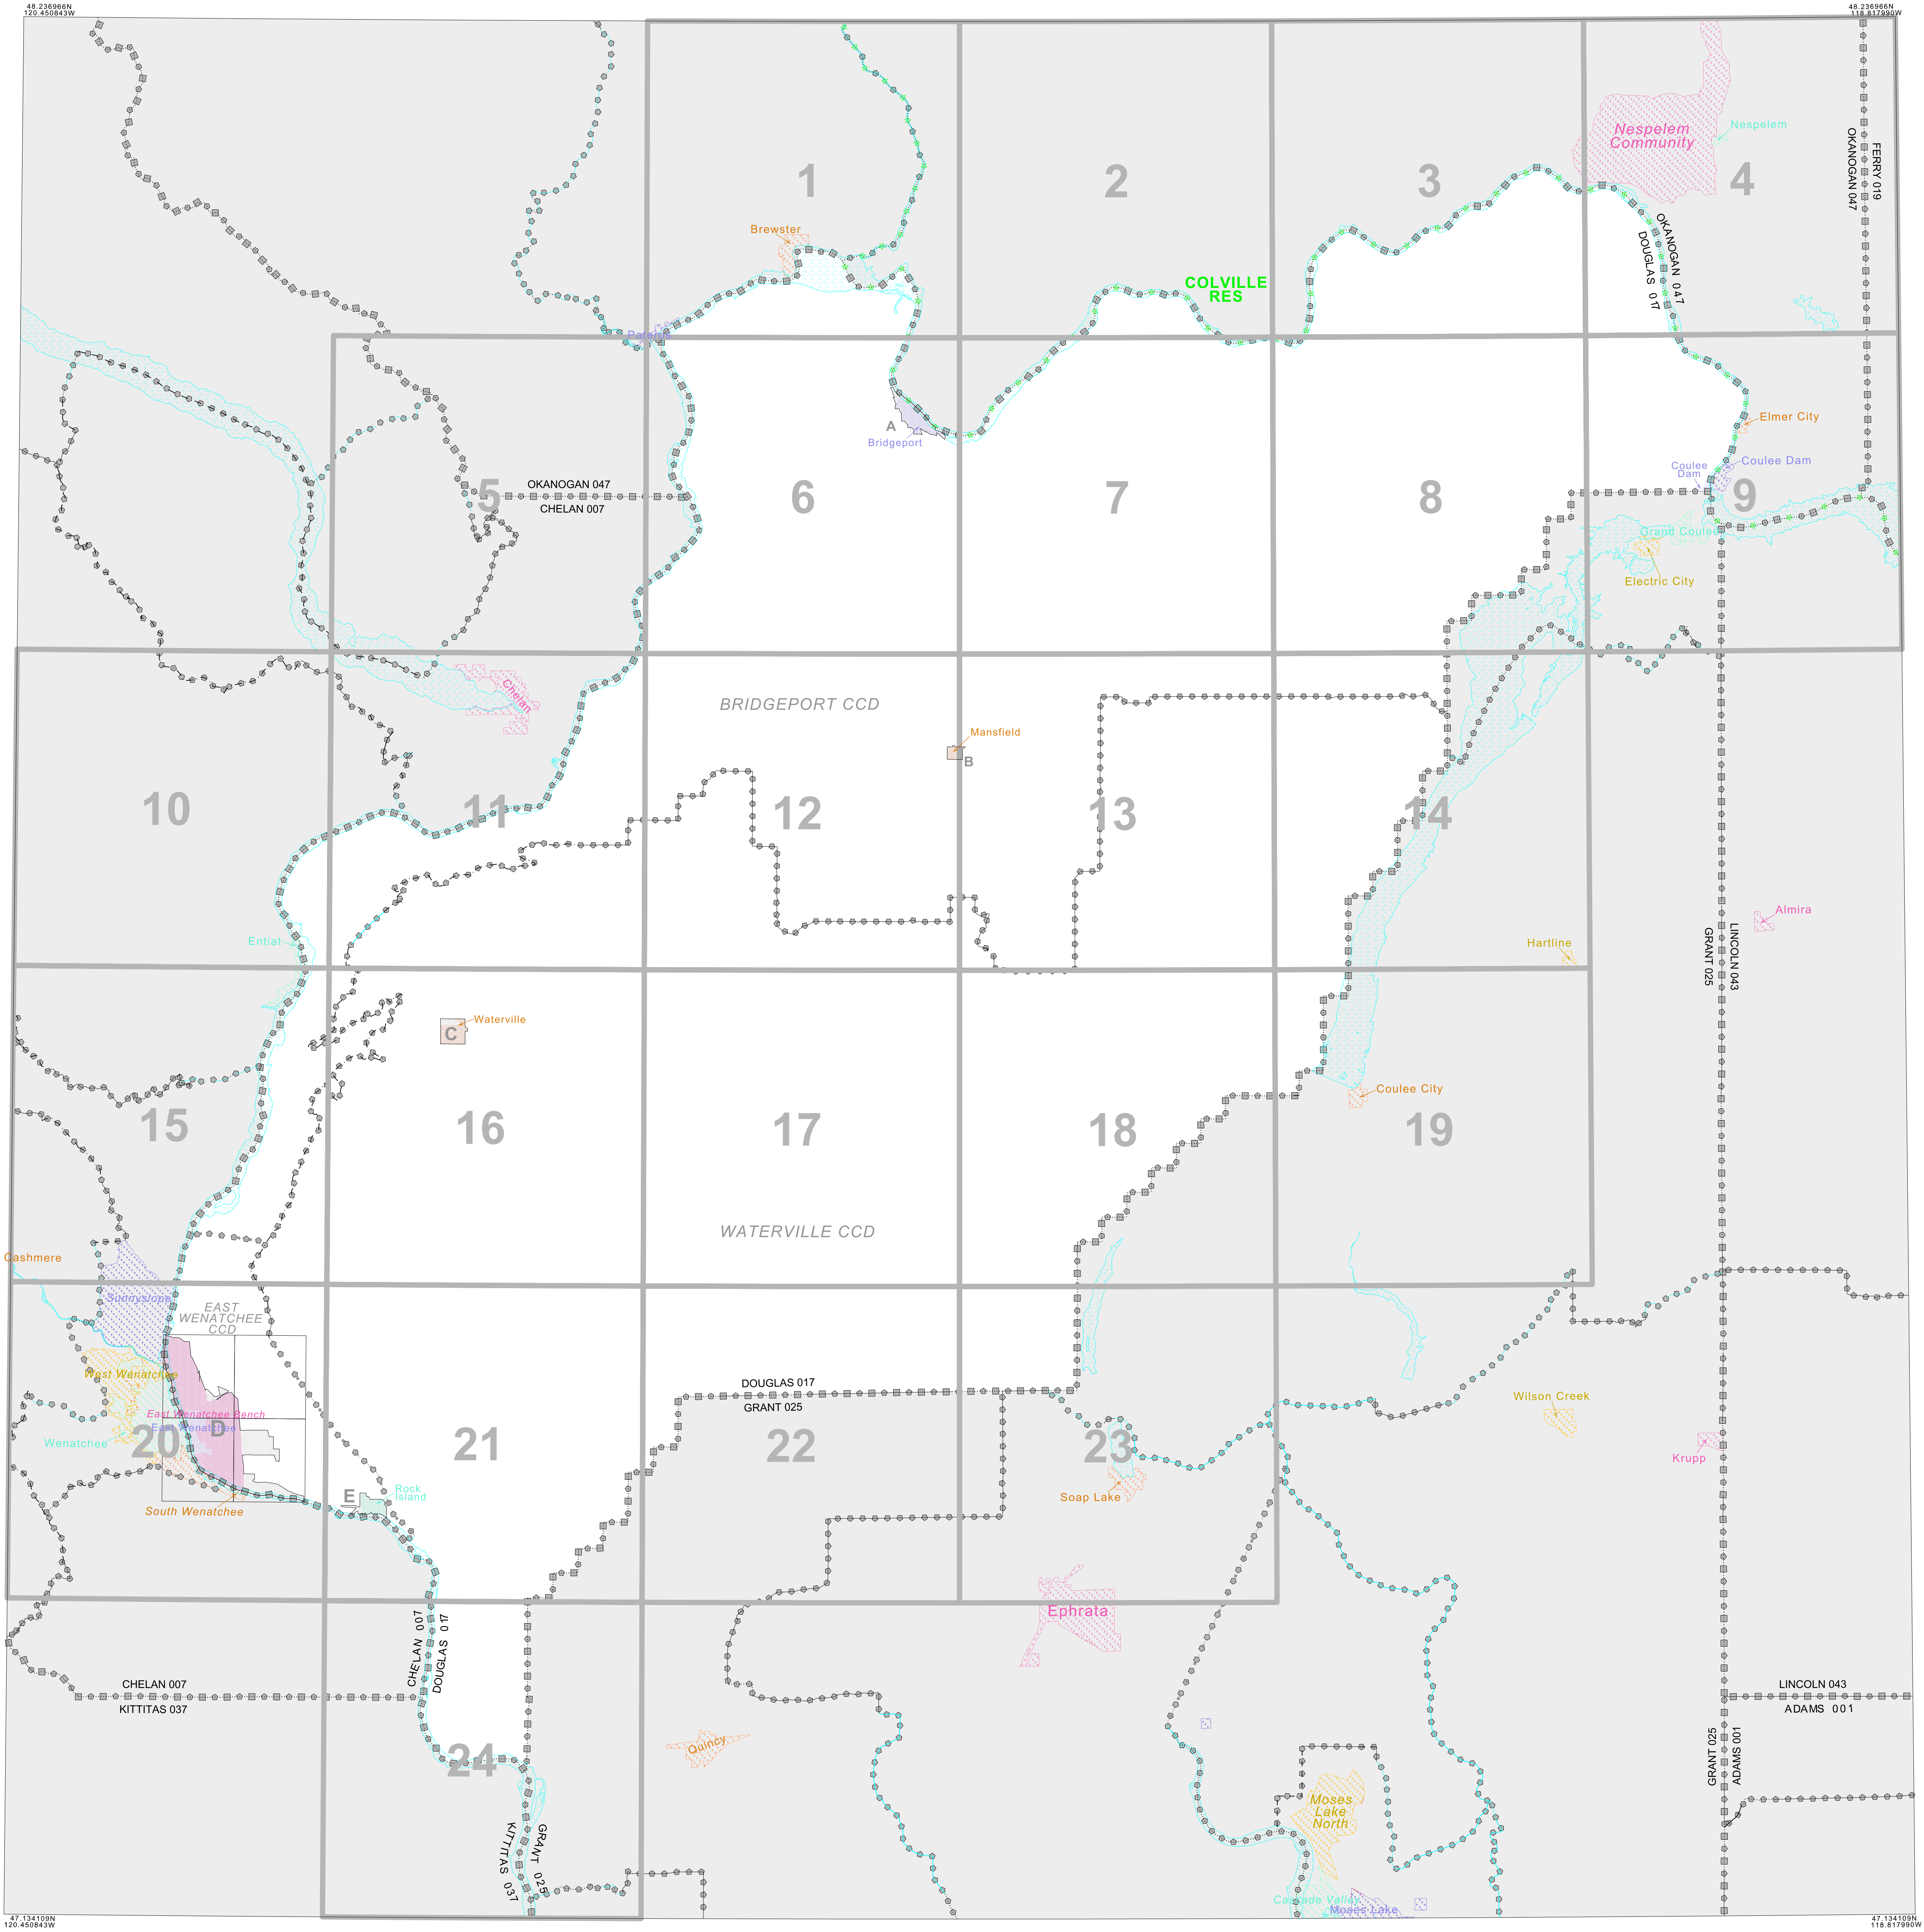 48.236966N
120.450843W
48.236966N
118.817990W
Nespelem
Community
Nespelem
FERRY 019
OKANOGAN 047
1
2
3
4
Brewster
OKANOGAN 047
DOUGLAS 017
COLVILLE
RES
Pateros
A
Bridgeport
Elmer City
Coulee
Dam
Coulee Dam
OKANOGAN 047
CHELAN 007
5
6
7
8
9
Grand Coulee
Electric City
Chelan
BRIDGEPORT CCD
Mansfield
B
10
11
12
13
14
Almira
Entiat
Hartline
LINCOLN 043
GRANT 025
Waterville
C
Coulee City
15
16
17
18
19
WATERVILLE CCD
Cashmere
Sunnyslope
EAST
WENATCHEE
CCD
West Wenatchee
DOUGLAS 017
GRANT 025
Wilson Creek
East Wenatchee Bench
East Wenatchee
D
Wenatchee
20
21
22
23
Krupp
Rock
Island
E
Soap Lake
South Wenatchee
Ephrata
CHELAN 007
DOUGLAS 017
CHELAN 007
KITTITAS 037
LINCOLN 043
ADAMS 001
Quincy
24
GRANT 025
ADAMS 001
Moses
Lake
North
KITTITAS 037
GRANT 025
Cascade Valley
Moses Lake
47.134109N
120.450843W
47.134109N
118.817990W